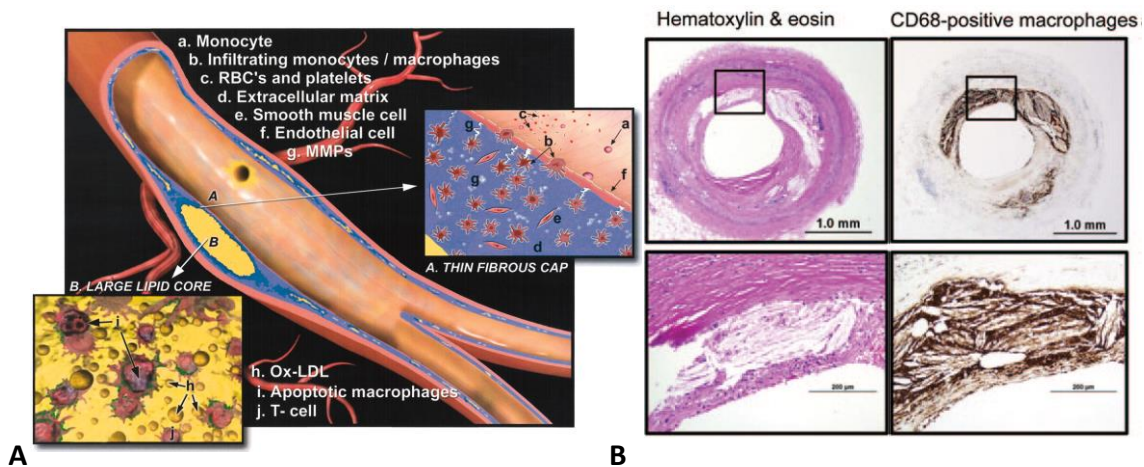 a. Monocyte
b. Infiltrating monocytes / macrophages
c. RBC's and platelets
d. Extracellular matrix
e. Smooth muscle cell
f. Endothelial cell
g. MMPs
g
c
a
b
g
f
e
d
A
A. THIN FIBROUS CAP
B
B. LARGE LIPID CORE
i
h
j
h. Ox-LDL
i. Apoptotic macrophages
j. T- cell
A
Hematoxylin & eosin
CD68-positive macrophages
1.0 mm
1.0 mm
200 µm
200 µm
B